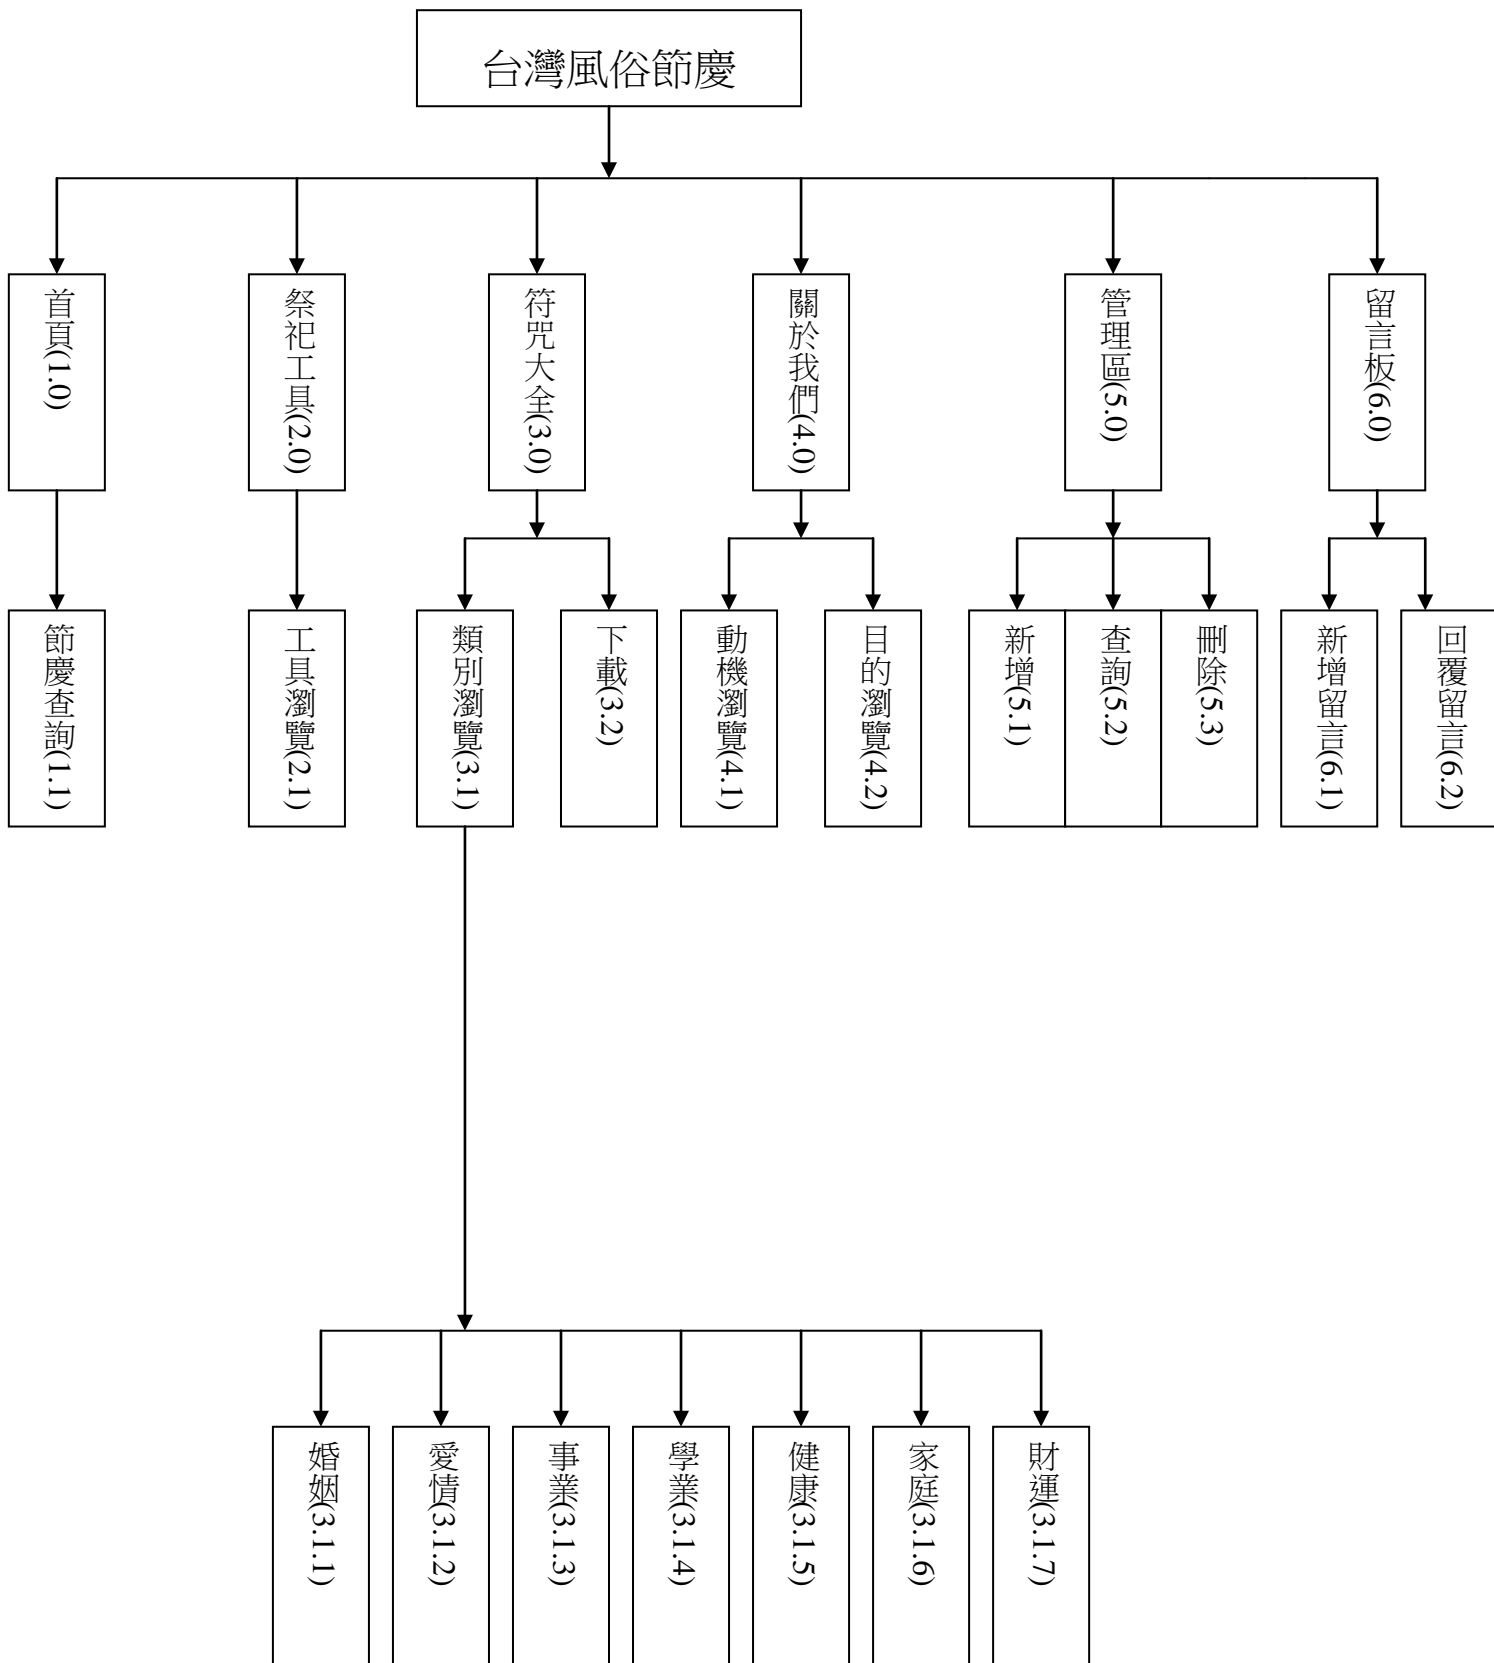 台灣風俗節慶
首頁(1.0)
祭祀工具(2.0)
符咒大全(3.0)
關於我們(4.0)
管理區(5.0)
留言板(6.0)
節慶查詢(1.1)
工具瀏覽(2.1)
類別瀏覽(3.1)
下載(3.2)
動機瀏覽(4.1)
目的瀏覽(4.2)
新增(5.1)
查詢(5.2)
刪除(5.3)
新增留言(6.1)
回覆留言(6.2)
婚姻(3.1.1)
愛情(3.1.2)
事業(3.1.3)
學業(3.1.4)
健康(3.1.5)
家庭(3.1.6)
財運(3.1.7)